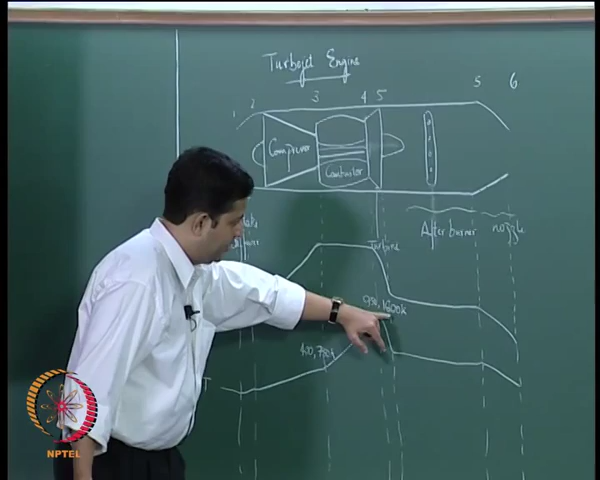 Turbojet Engine
1 2 3 4 5 5 6
Compressor
Combustor
Turbine
After burner
nozzle
950, 1600k
400, 750k
T
NPTEL